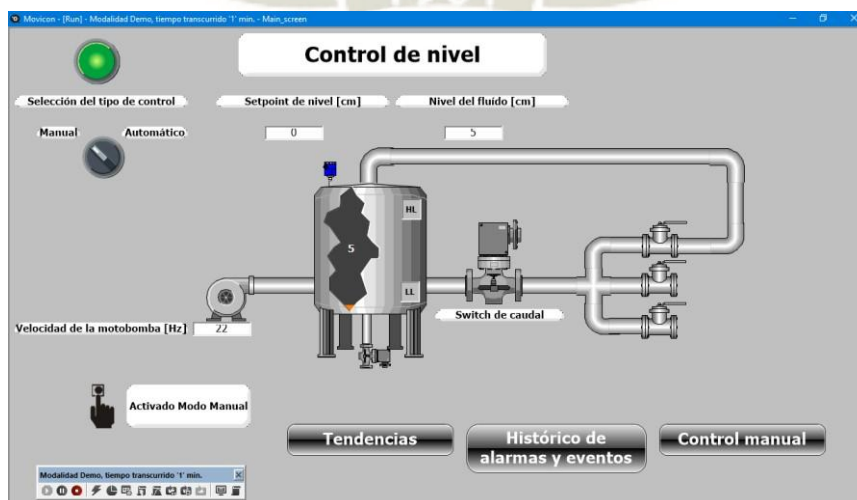 Movicon - [Run] - Modalidad Demo, tiempo transcurrido '1' min. - Main_screen
Control de nivel
Selección del tipo de control
Setpoint de nivel [cm]
Nivel del fluído [cm]
Manual
Automático
0
5
HL
5
LL
Switch de caudal
Velocidad de la motobomba [Hz]
22
Activado Modo Manual
Tendencias
Histórico de
alarmas y eventos
Control manual
Modalidad Demo, tiempo transcurrido '1' min.